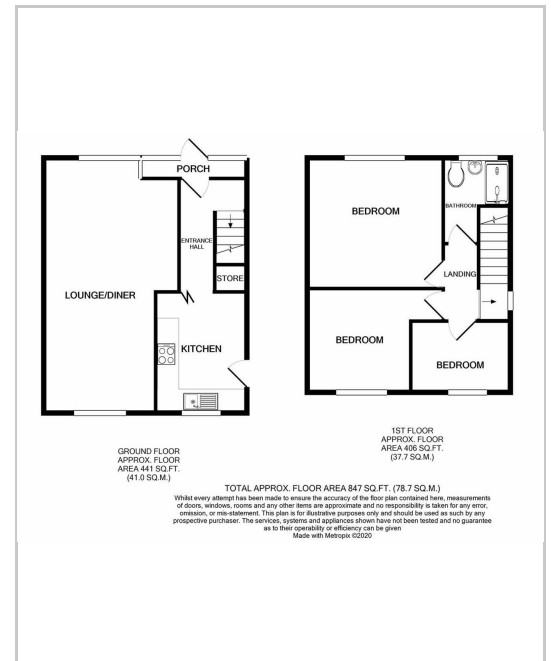 PORCH
ENTRANCE
HALL
STORE
LOUNGE/DINER
KITCHEN
GROUND FLOOR
APPROX. FLOOR
AREA 441 SQ.FT.
(41.0 SQ.M.)
BEDROOM
BATHROOM
LANDING
BEDROOM
BEDROOM
1ST FLOOR
APPROX. FLOOR
AREA 406 SQ.FT.
(37.7 SQ.M.)
TOTAL APPROX. FLOOR AREA 847 SQ.FT. (78.7 SQ.M.)
Whilst every attempt has been made to ensure the accuracy of the floor plan contained here, measurements
of doors, windows, rooms and any other items are approximate and no responsibility is taken for any error,
omission, or mis-statement. This plan is for illustrative purposes only and should be used as such by any
prospective purchaser. The services, systems and appliances shown have not been tested and no guarantee
as to their operability or efficiency can be given
Made with Metropix ©2020